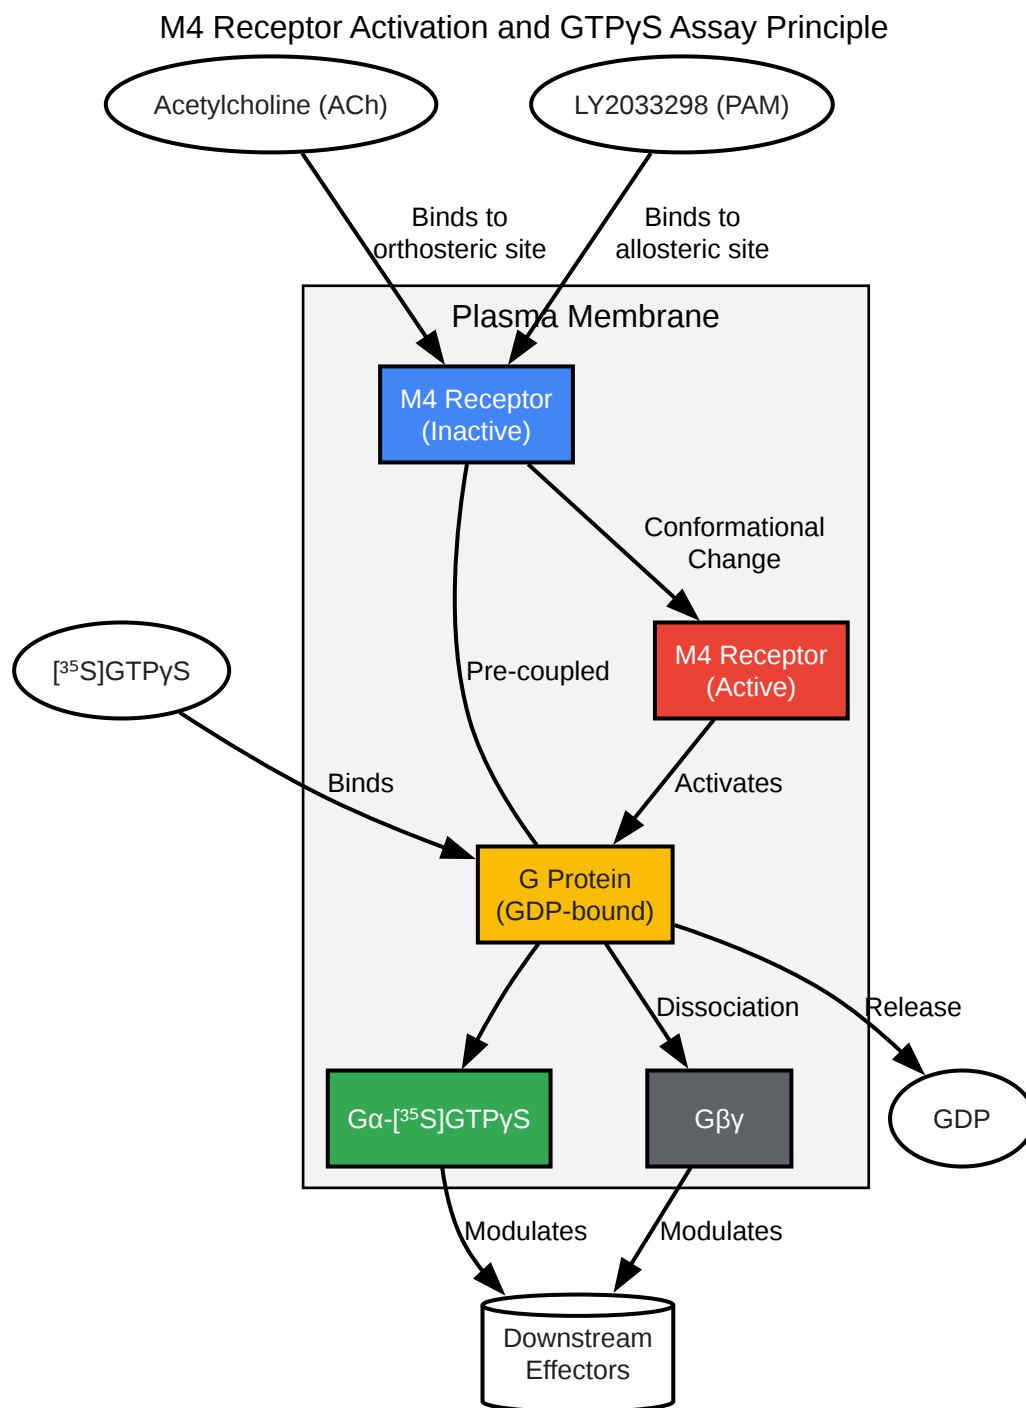 M4 Receptor Activation and GTPγS Assay Principle
Acetylcholine (ACh)
LY2033298 (PAM)
Binds to
orthosteric site
Binds to
allosteric site
Plasma Membrane
M4 Receptor
(Inactive)
Conformational
Change
[³⁵S]GTPγS
Pre-coupled
M4 Receptor
(Active)
Binds
Activates
G Protein
(GDP-bound)
Dissociation
Release
Gα-[³⁵S]GTPγS
Gβγ
GDP
Modulates
Modulates
Downstream
Effectors